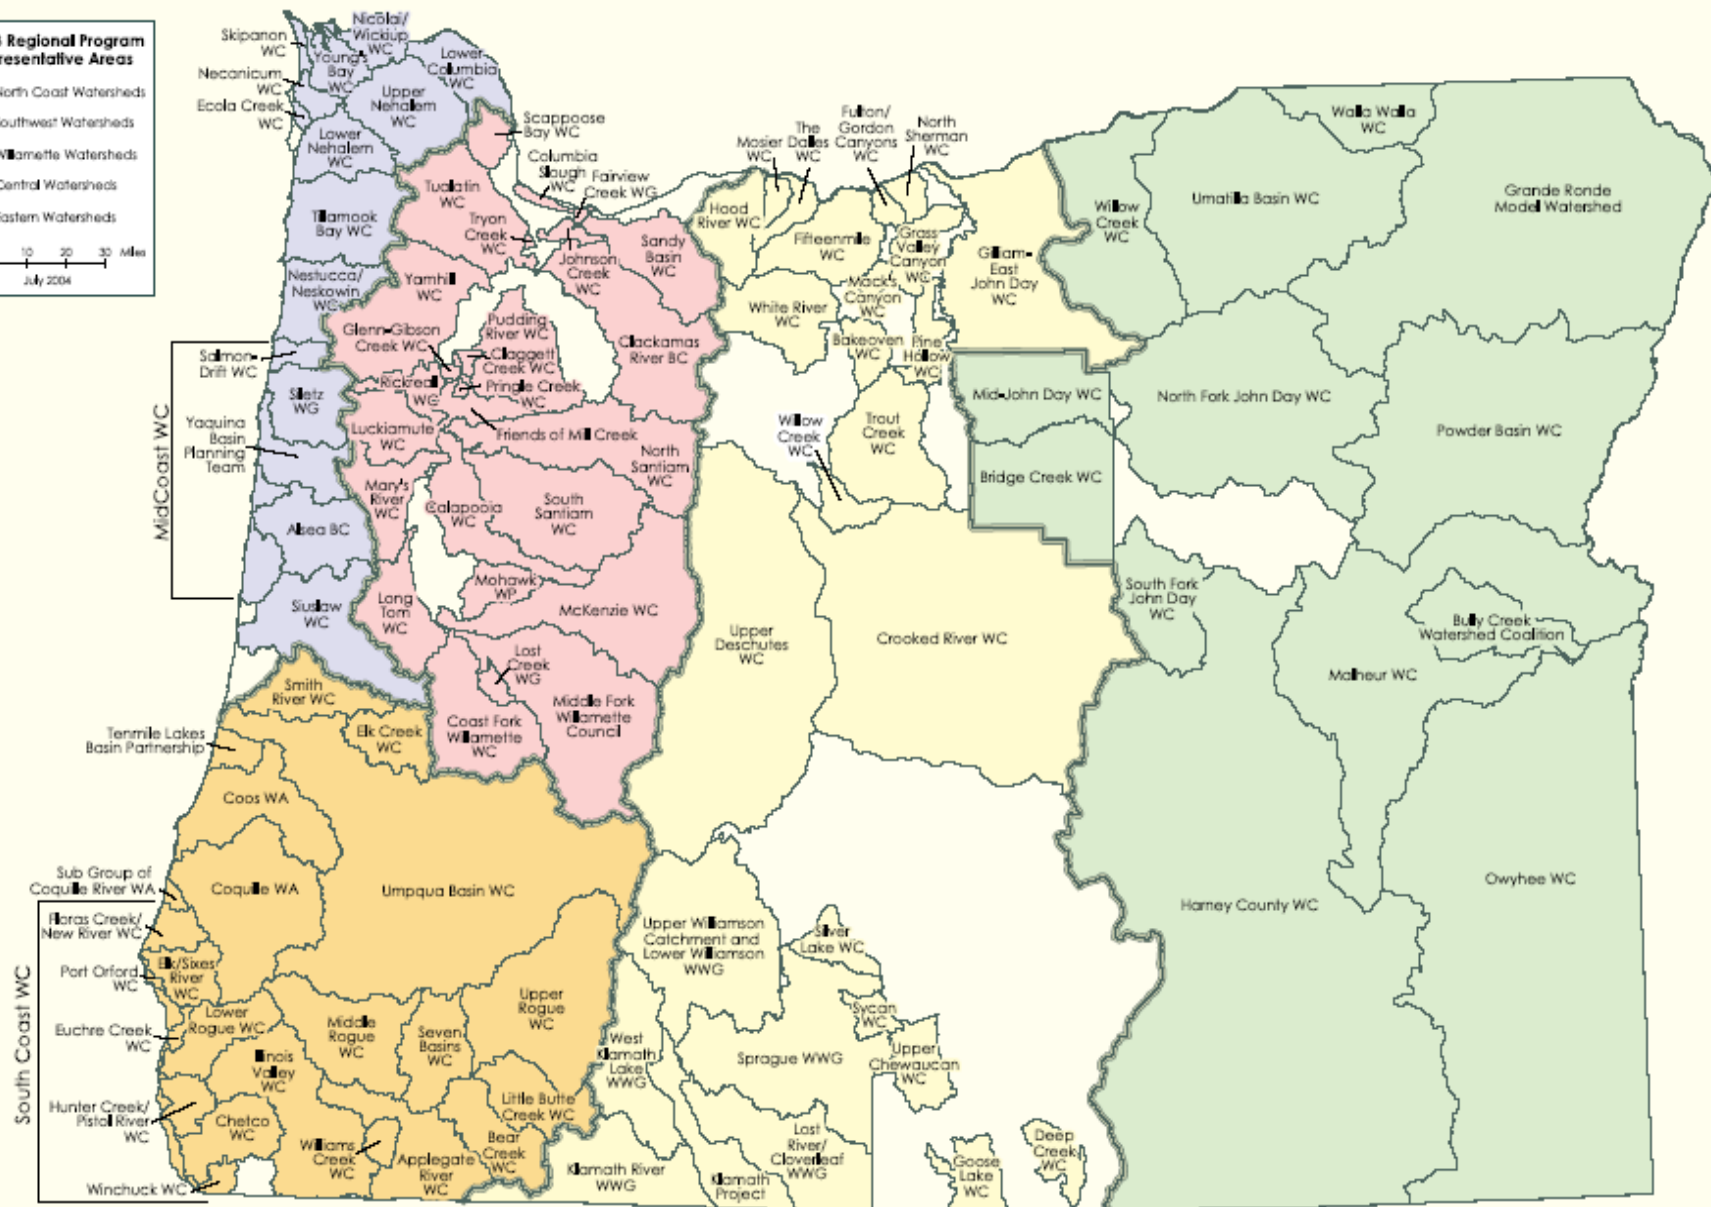 Regional Program
resentative Areas
North Coast Watersheds
outhwest Watersheds
Willamette Watersheds
Central Watersheds
Eastern Watersheds
10 20 30 Miles
July 2004
Skipanon
WC
Necanicum
WC
Ecola Creek
WC
Nicolai/
Wickiup
WC
Young's
Bay
WC
Lower
Columbia
WC
Upper
Nehalem
WC
Lower
Nehalem
WC
Tillamook
Bay WC
Nestucca/
Neskowin
WC
MidCoast WC
Salmon-
Drift WC
Siletz
WG
Yaquina
Basin
Planning
Team
Alsea BC
Siuslaw
WC
Scappoose
Bay WC
Columbia
Slough
WC
Fairview
Creek WG
Tualatin
WC
Tryon
Creek
WC
Johnson
Creek
WC
Sandy
Basin
WC
Yamhill
WC
Glenn-Gibson
Creek WC
Pudding
River WC
Claggett
Creek WC
Pringle Creek
WC
Clackamas
River BC
Rickreall
WG
Luckiamute
WC
Friends of Mill Creek
North
Santiam
WC
Mary's
River
WC
Calapooia
WC
South
Santiam
WC
Mohawk
WP
McKenzie WC
Long
Tom
WC
Lost
Creek
WG
Coast Fork
Willamette
WC
Middle Fork
Willamette
Council
Mosier
WC
The
Dalles
WC
Fulton/
Gordon
Canyons
WC
North
Sherman
WC
Hood
River WC
Fifteenmile
WC
Grass
Valley
Canyon
WC
Gilliam-
East
John Day
WC
White River
WC
Mack's
Canyon
WC
Bakeoven
WC
Pine
Hollow
WC
Willow
Creek
WC
Trout
Creek
WC
Upper
Deschutes
WC
Crooked River WC
Willow
Creek
WC
Umatilla Basin WC
Walla Walla
WC
Grande Ronde
Model Watershed
Mid-John Day WC
Bridge Creek WC
North Fork John Day WC
Powder Basin WC
South Fork
John Day
WC
Bully Creek
Watershed Coalition
Malheur WC
Harney County WC
Owyhee WC
Smith
River WC
Elk Creek
WC
Tenmile Lakes
Basin Partnership
Coos WA
Sub Group of
Coquille River WA
Coquille WA
Umpqua Basin WC
South Coast WC
Floras Creek/
New River WC
Port Orford
WC
Elk/Sixes
River
WC
Euchre Creek
WC
Lower
Rogue WC
Hunter Creek/
Pistol River
WC
Illinois
Valley
WC
Middle
Rogue
WC
Seven
Basins
WC
Upper
Rogue
WC
Little Butte
Creek WC
Chetco
WC
Winchuck WC
Williams
Creek
WC
Applegate
River
WC
Bear
Creek
WC
Upper Williamson
Catchment and
Lower Williamson
WWG
Silver
Lake WC
Sycan
WC
West
Klamath
Lake
WWG
Sprague WWG
Upper
Chewaucan
WC
Klamath River
WWG
Klamath
Project
Lost
River/
Cloverleaf
WWG
Goose
Lake
WC
Deep
Creek
WC